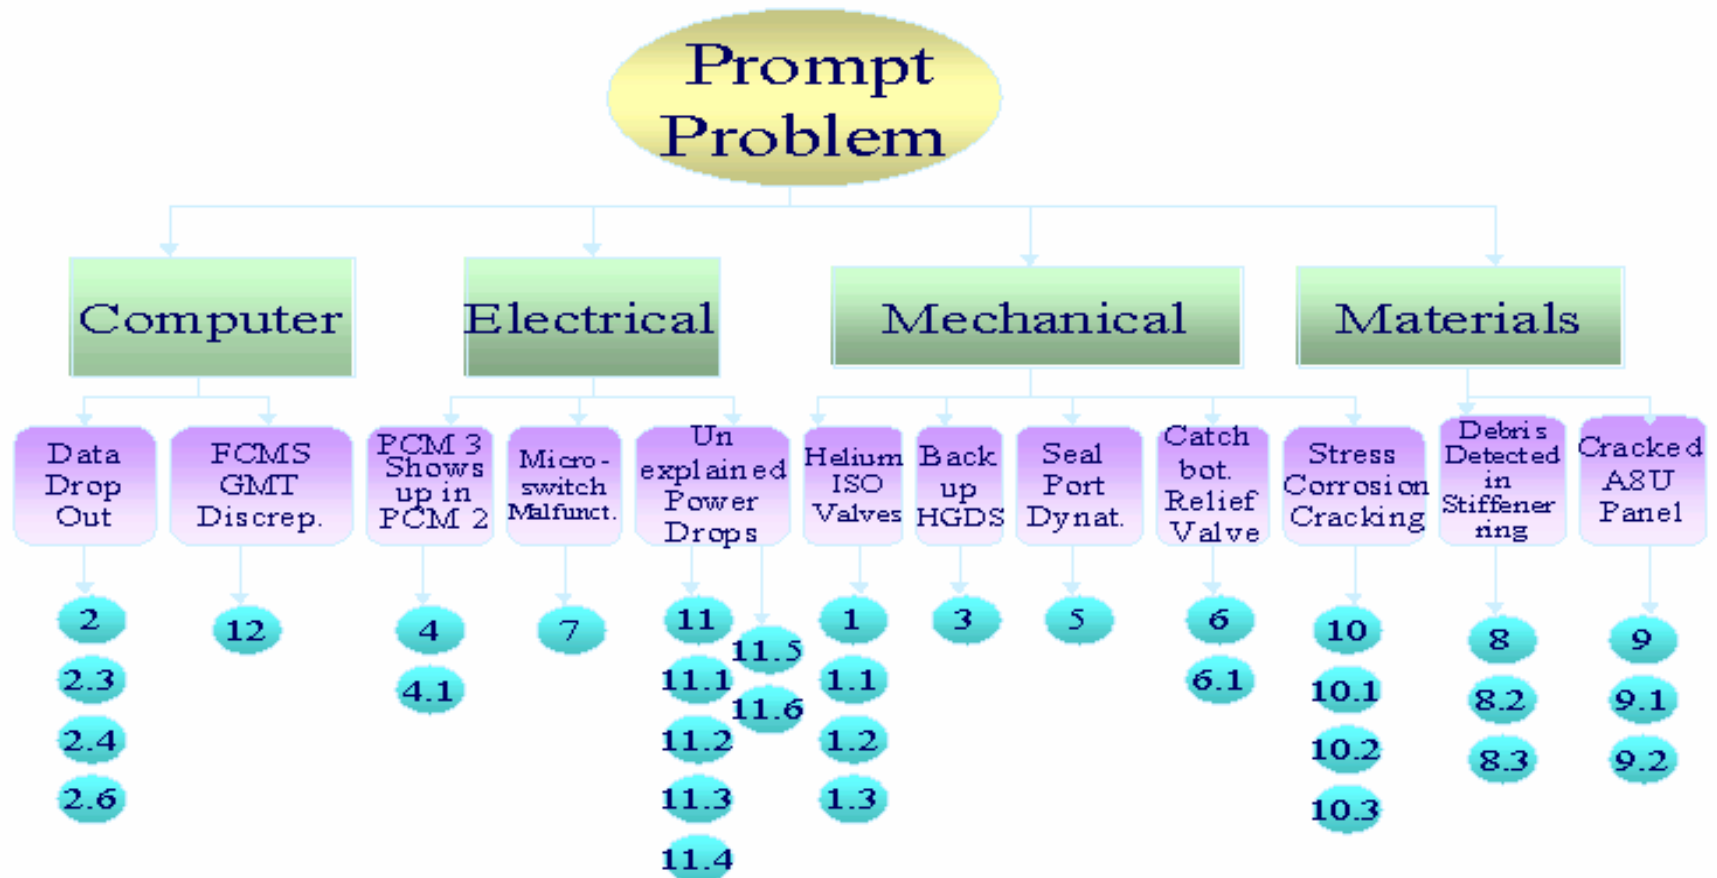 Prompt
Problem
Computer
Electrical
Mechanical
Materials
Data
Drop
Out
FCMS
GMT
Discrep.
PCM 3
Shows
up in
PCM 2
Micro-
switch
Malfunct.
Un
explained
Power
Drops
Helium
ISO
Valves
Back
up
HGDS
Seal
Port
Dynat.
Catch
bot.
Relief
Valve
Stress
Corrosion
Cracking
Debris
Detected
in
Stiffener
ring
Cracked
A8U
Panel
2
2.3
2.4
2.6
12
4
4.1
7
11
11.1
11.2
11.3
11.4
11.5
11.6
1
1.1
1.2
1.3
3
5
6
6.1
10
10.1
10.2
10.3
8
8.2
8.3
9
9.1
9.2